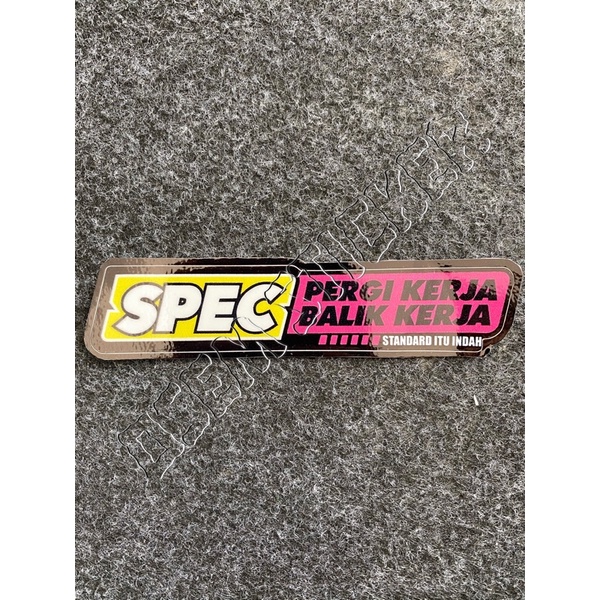 SPEC
PERGI KERJA
BALIK KERJA
STANDARD ITU INDAH